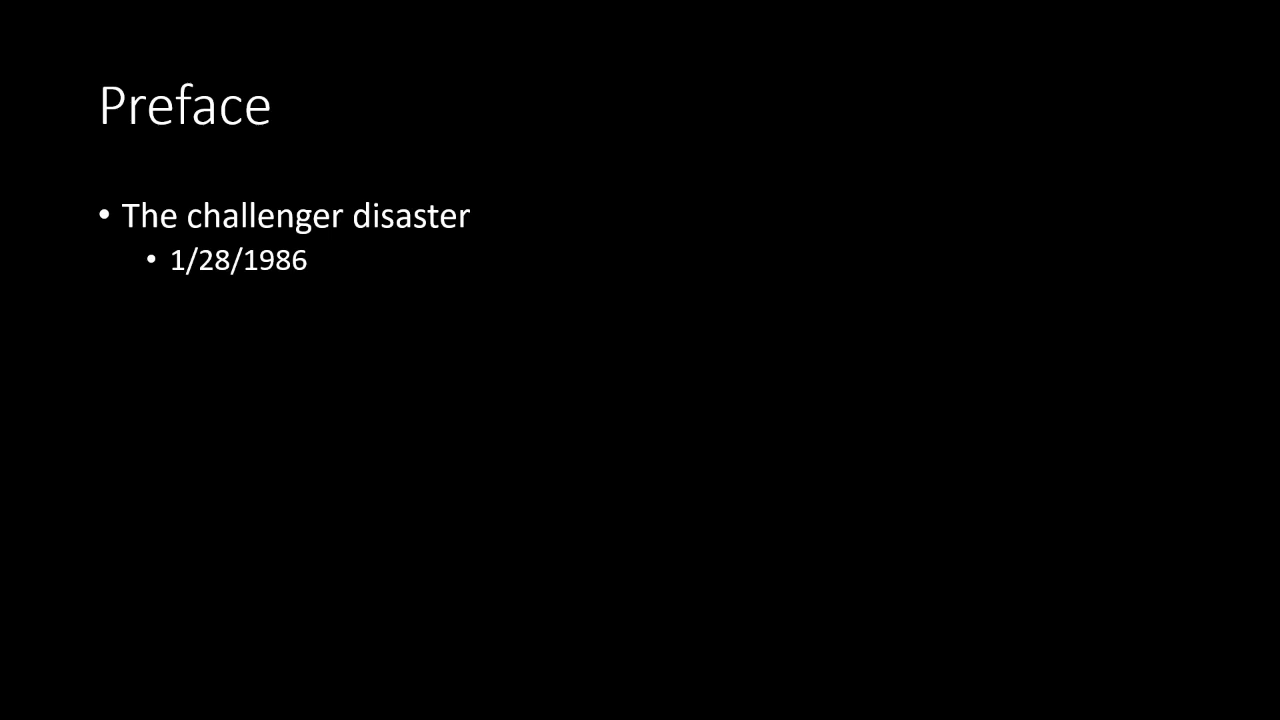 Preface
• The challenger disaster
• 1/28/1986